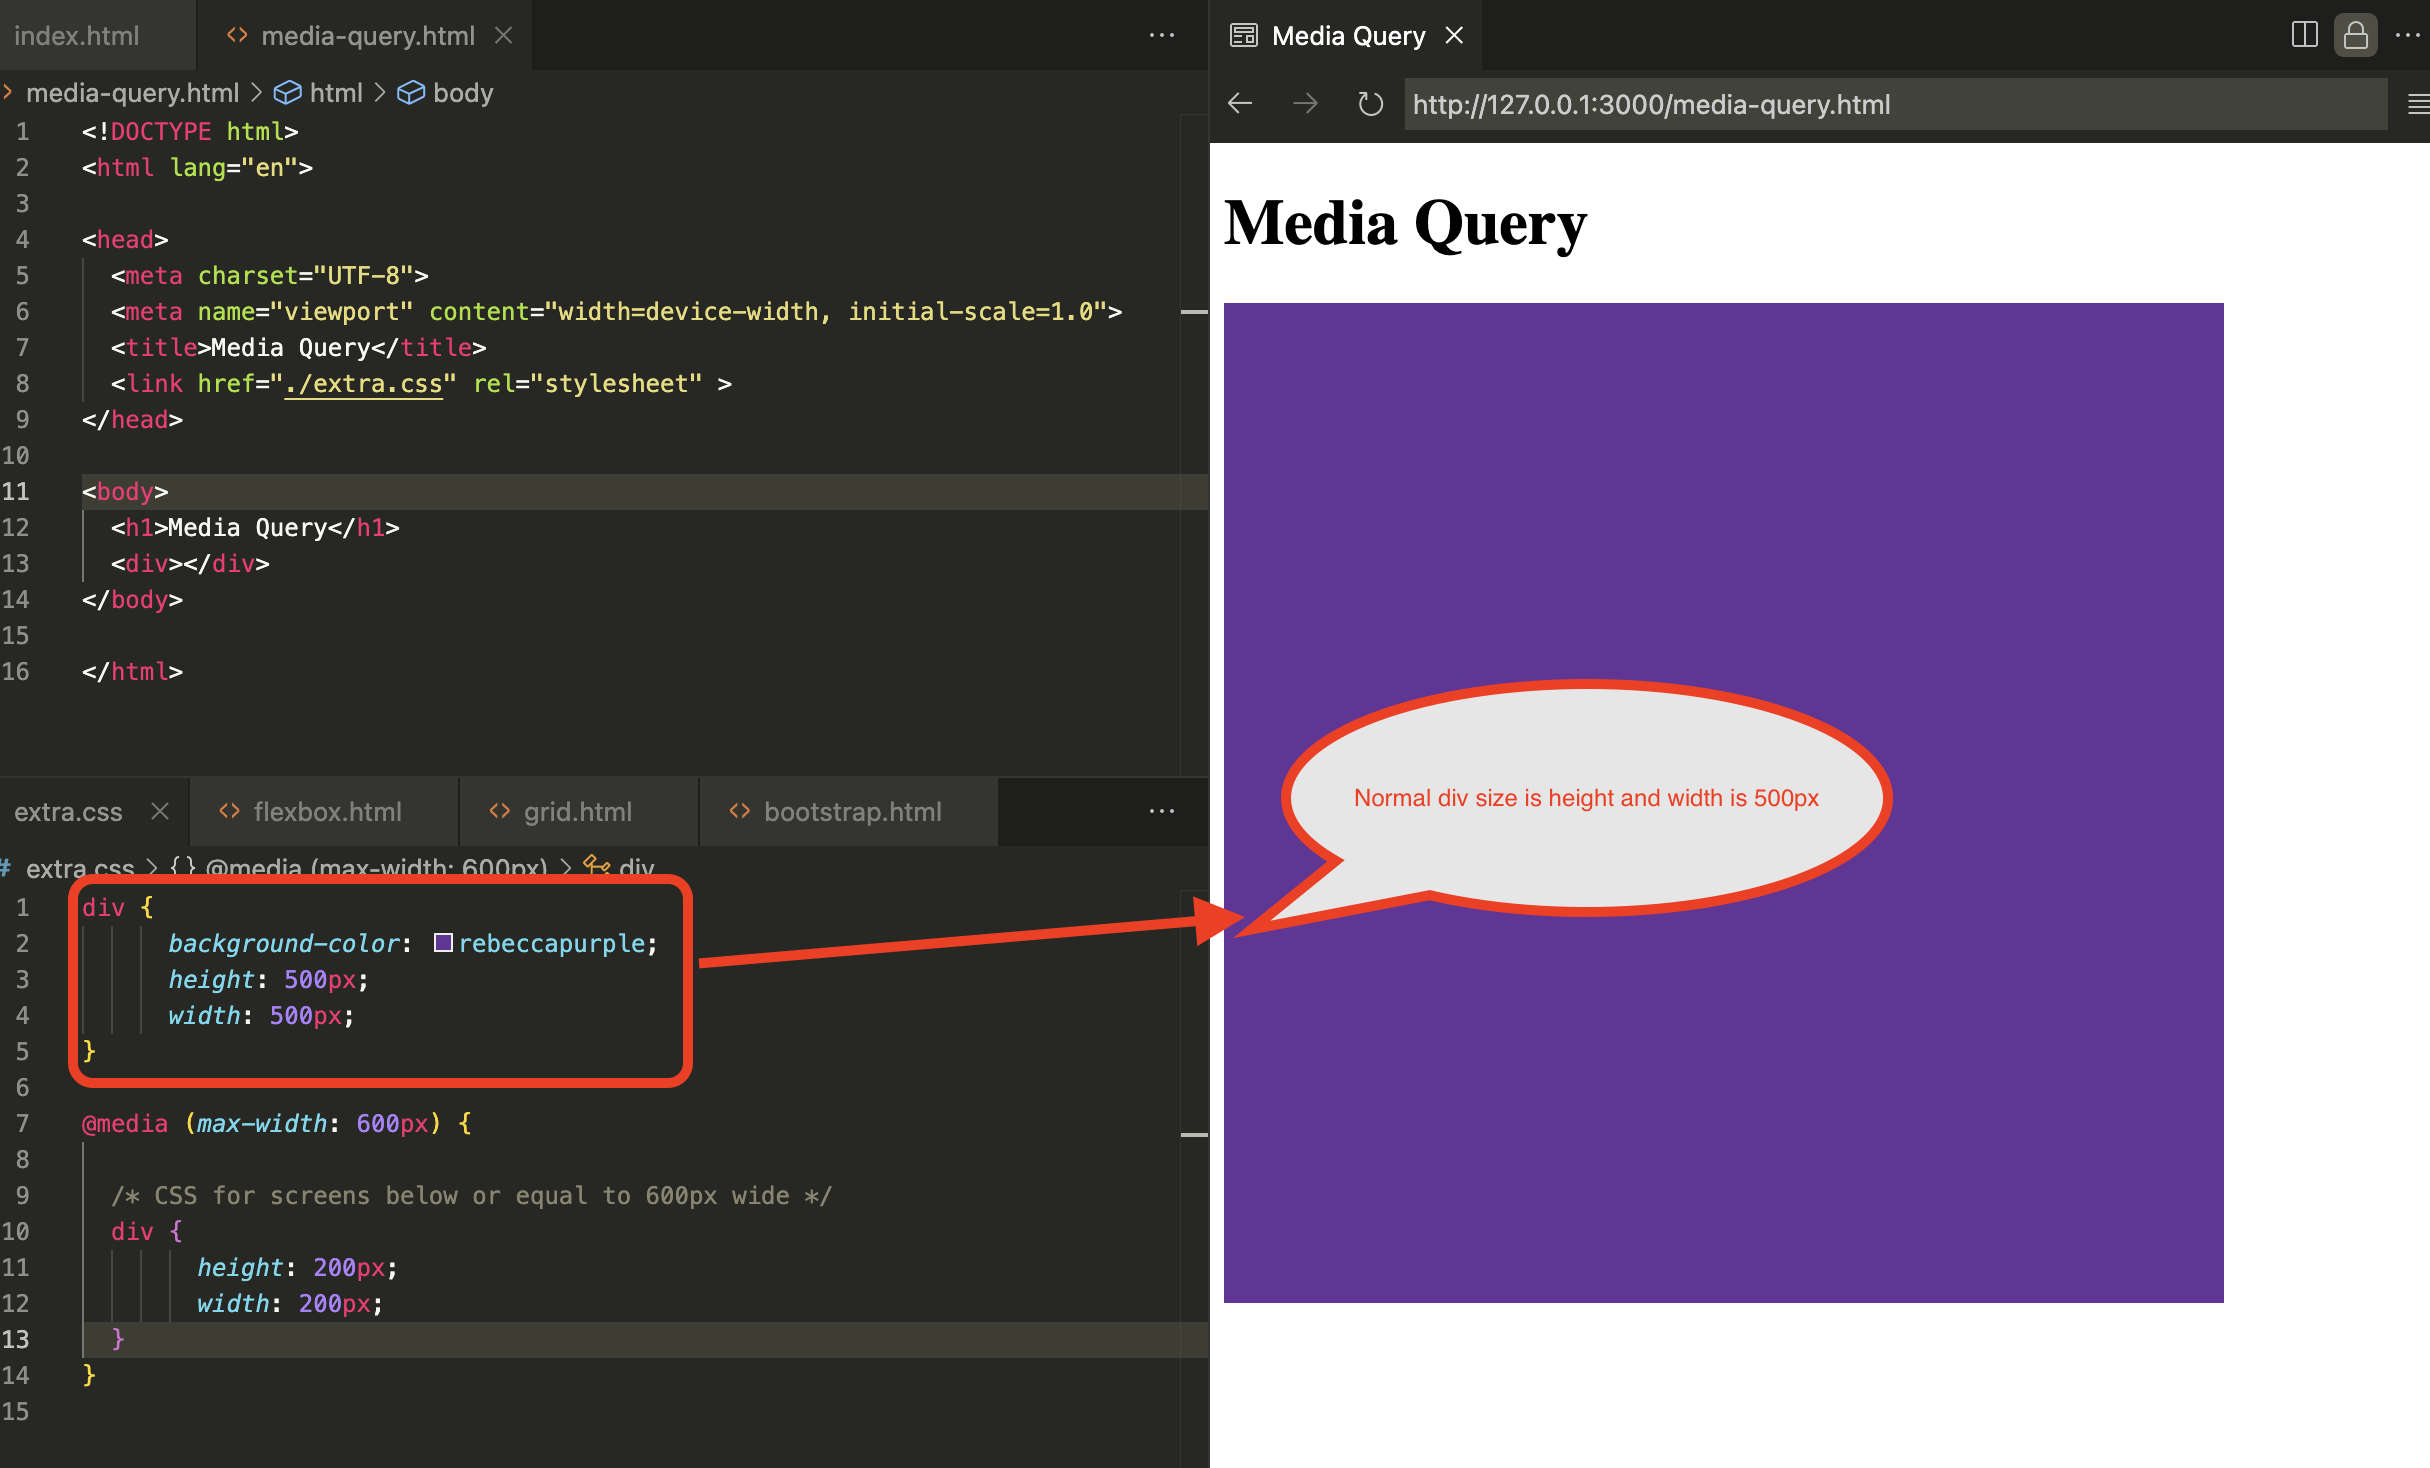 index.html
media-query.html
media-query.html > html > body
1 <!DOCTYPE html>
2 <html lang="en">
3
4 <head>
5 <meta charset="UTF-8">
6 <meta name="viewport" content="width=device-width, initial-scale=1.0">
7 <title>Media Query</title>
8 <link href="./extra.css" rel="stylesheet" >
9 </head>
10
11 <body>
12 <h1>Media Query</h1>
13 <div></div>
14 </body>
15
16 </html>
extra.css
flexbox.html
grid.html
bootstrap.html
# extra.css > {} @media (max-width: 600px) > div
1 div {
2 background-color: rebeccapurple;
3 height: 500px;
4 width: 500px;
5 }
6
7 @media (max-width: 600px) {
8
9 /* CSS for screens below or equal to 600px wide */
10 div {
11 height: 200px;
12 width: 200px;
13 }
14 }
15
Media Query
http://127.0.0.1:3000/media-query.html
Media Query
Normal div size is height and width is 500px